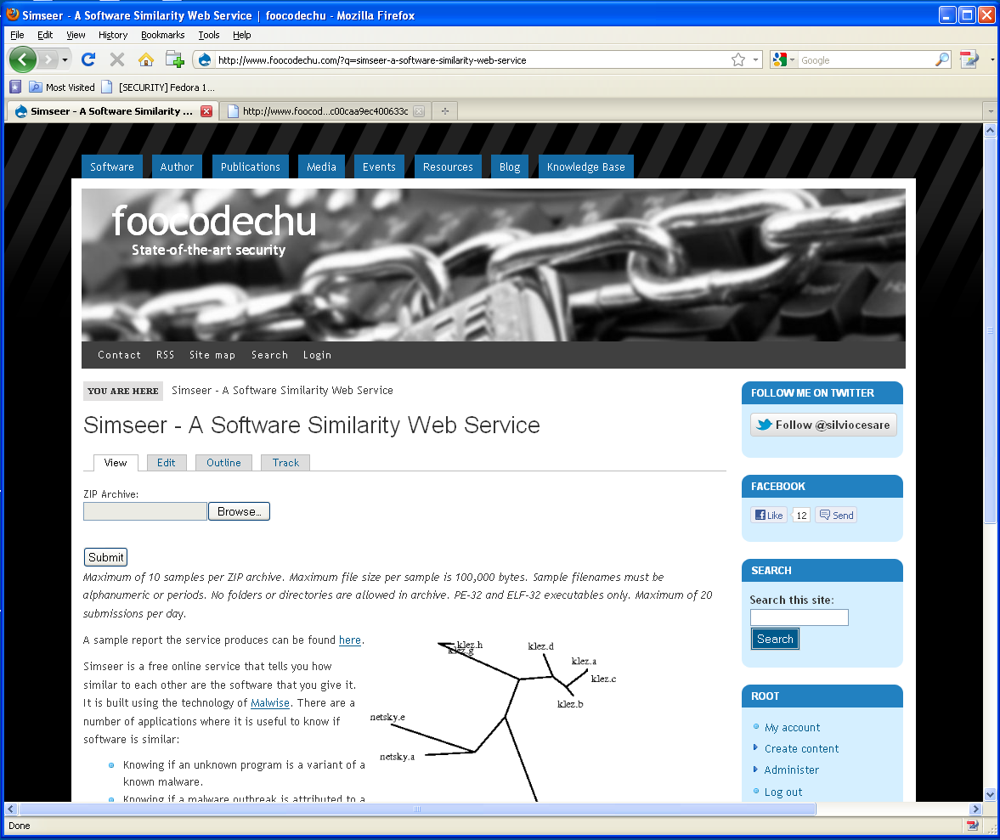 Simseer - A Software Similarity Web Service | foocodechu - Mozilla Firefox
File Edit View History Bookmarks Tools Help
http://www.foocodechu.com/?q=simseer-a-software-similarity-web-service
Google
Most Visited [SECURITY] Fedora 1...
Simseer - A Software Similarity ... http://www.foocod...c00caa9ec400633c
Software Author Publications Media Events Resources Blog Knowledge Base
foocodechu
State-of-the-art security
Contact RSS Site map Search Login
YOU ARE HERE Simseer - A Software Similarity Web Service
Simseer - A Software Similarity Web Service
View Edit Outline Track
ZIP Archive:
Browse...
Submit
Maximum of 10 samples per ZIP archive. Maximum file size per sample is 100,000 bytes. Sample filenames must be
alphanumeric or periods. No folders or directories are allowed in archive. PE-32 and ELF-32 executables only. Maximum of 20
submissions per day.
A sample report the service produces can be found here.
Simseer is a free online service that tells you how
similar to each other are the software that you give it.
It is built using the technology of Malwise. There are a
number of applications where it is useful to know if
software is similar:
Knowing if an unknown program is a variant of a
known malware.
Knowing if a malware outbreak is attributed to a
klez.h
klez.g
klez.d
klez.a
klez.c
klez.b
netsky.e
netsky.a
FOLLOW ME ON TWITTER
Follow @silviocesare
FACEBOOK
Like 12 Send
SEARCH
Search this site:
Search
ROOT
My account
Create content
Administer
Log out
Done